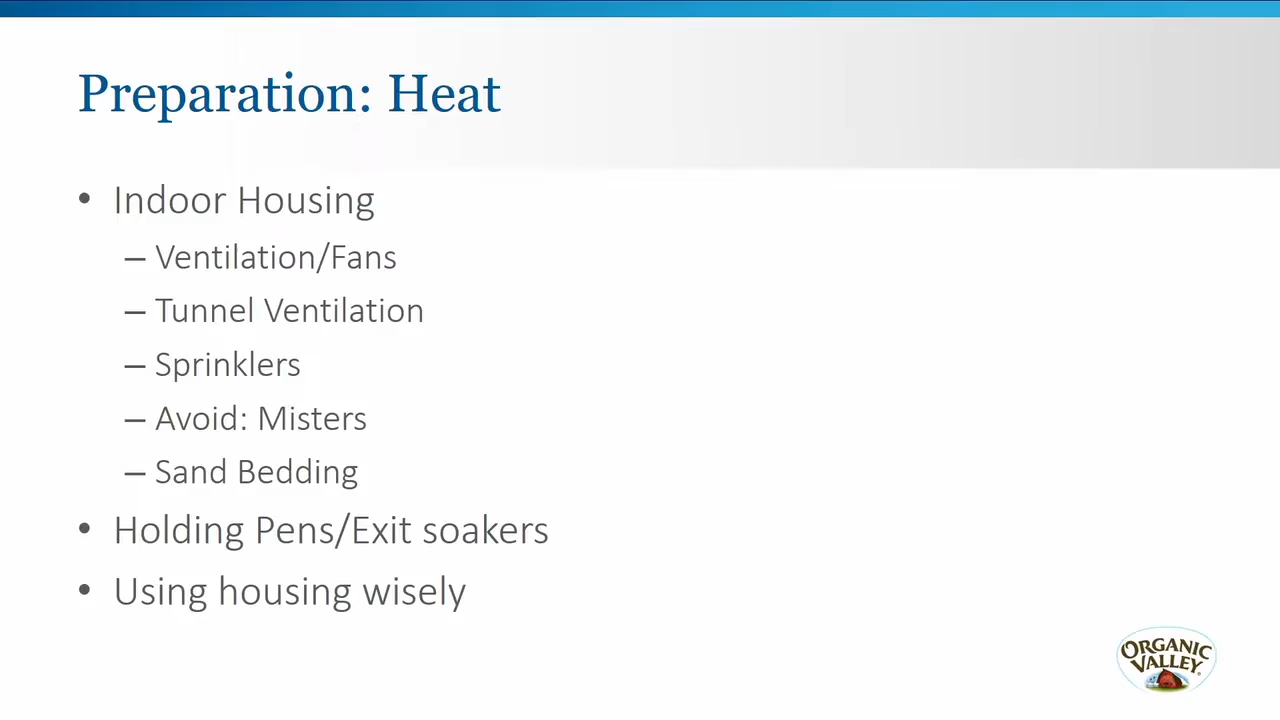 Preparation: Heat
• Indoor Housing
– Ventilation/Fans
– Tunnel Ventilation
– Sprinklers
– Avoid: Misters
– Sand Bedding
• Holding Pens/Exit soakers
• Using housing wisely
ORGANIC
VALLEY®